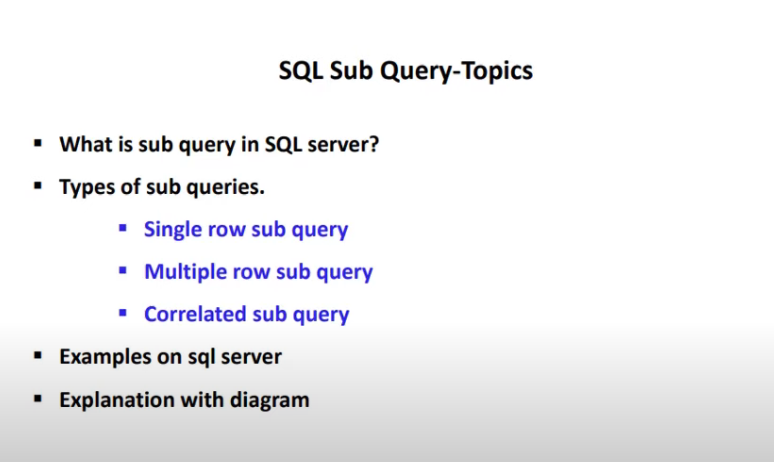 SQL Sub Query-Topics
▪ What is sub query in SQL server?
▪ Types of sub queries.
▪ Single row sub query
▪ Multiple row sub query
▪ Correlated sub query
▪ Examples on sql server
▪ Explanation with diagram